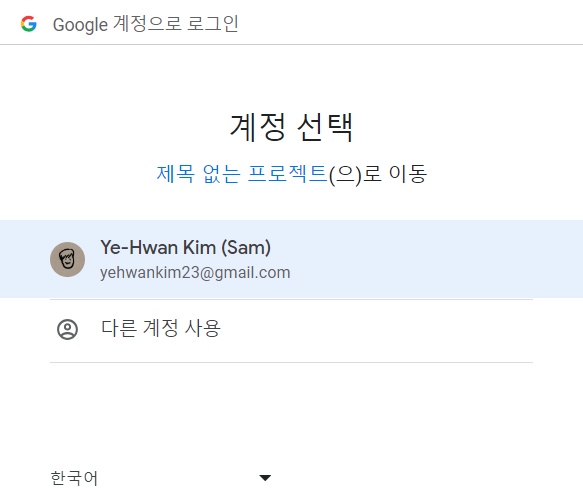 Google 계정으로 로그인
계정 선택
제목 없는 프로젝트(으)로 이동
Ye-Hwan Kim (Sam)
yehwankim23@gmail.com
다른 계정 사용
한국어